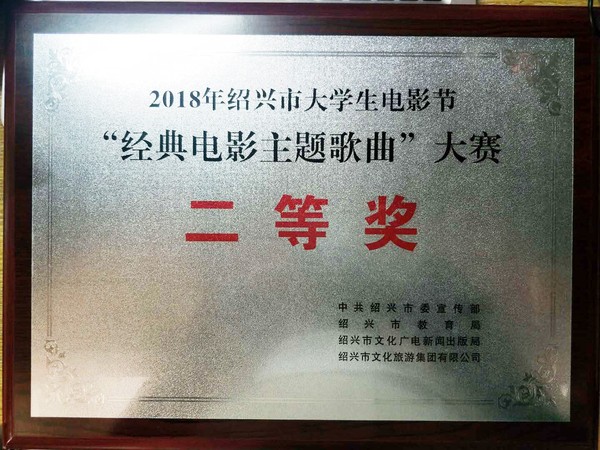 2018年绍兴市大学生电影节
“经典电影主题歌曲”大赛
二等奖
中共绍兴市委宣传部
绍兴市教育局
绍兴市文化广电新闻出版局
绍兴市文化旅游集团有限公司